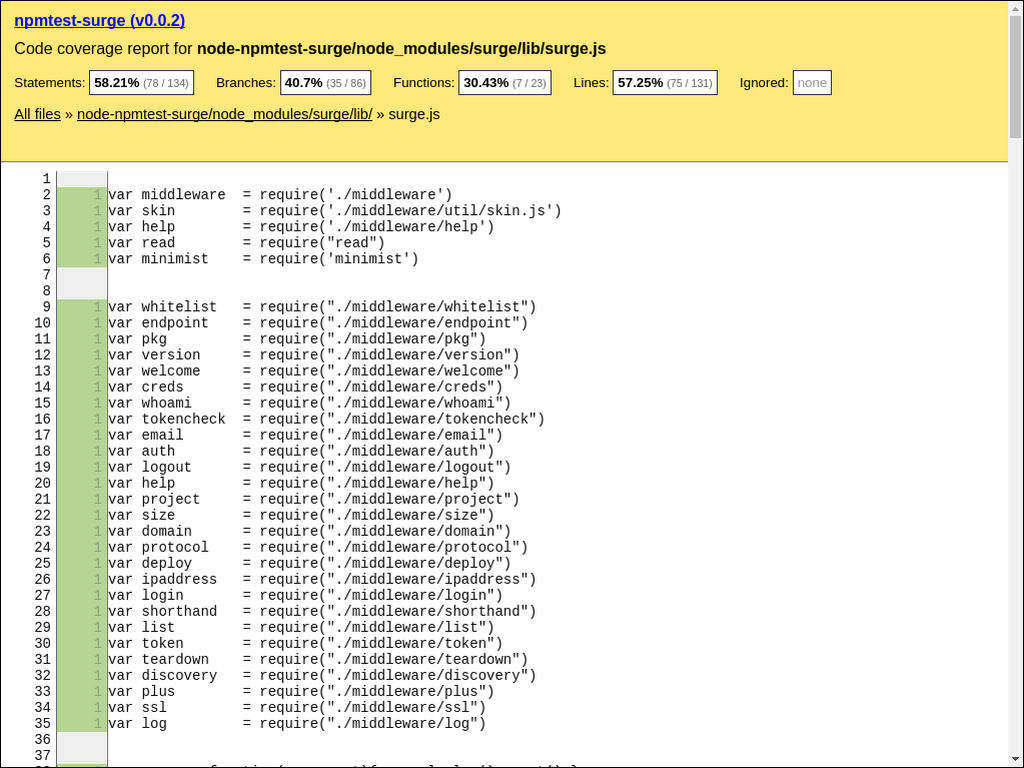 npmtest-surge (v0.0.2)
Code coverage report for node-npmtest-surge/node_modules/surge/lib/surge.js
Statements: 58.21% (78 / 134) Branches: 40.7% (35 / 86) Functions: 30.43% (7 / 23) Lines: 57.25% (75 / 131) Ignored: none
All files » node-npmtest-surge/node_modules/surge/lib/ » surge.js
1
2 1 var middleware  = require('./middleware')
3 1 var skin        = require('./middleware/util/skin.js')
4 1 var help        = require('./middleware/help')
5 1 var read        = require("read")
6 1 var minimist    = require('minimist')
7
8
9 1 var whitelist   = require("./middleware/whitelist")
10 1 var endpoint    = require("./middleware/endpoint")
11 1 var pkg         = require("./middleware/pkg")
12 1 var version     = require("./middleware/version")
13 1 var welcome     = require("./middleware/welcome")
14 1 var creds       = require("./middleware/creds")
15 1 var whoami      = require("./middleware/whoami")
16 1 var tokencheck  = require("./middleware/tokencheck")
17 1 var email       = require("./middleware/email")
18 1 var auth        = require("./middleware/auth")
19 1 var logout      = require("./middleware/logout")
20 1 var help        = require("./middleware/help")
21 1 var project     = require("./middleware/project")
22 1 var size        = require("./middleware/size")
23 1 var domain      = require("./middleware/domain")
24 1 var protocol    = require("./middleware/protocol")
25 1 var deploy      = require("./middleware/deploy")
26 1 var ipaddress   = require("./middleware/ipaddress")
27 1 var login       = require("./middleware/login")
28 1 var shorthand   = require("./middleware/shorthand")
29 1 var list        = require("./middleware/list")
30 1 var token       = require("./middleware/token")
31 1 var teardown    = require("./middleware/teardown")
32 1 var discovery   = require("./middleware/discovery")
33 1 var plus        = require("./middleware/plus")
34 1 var ssl         = require("./middleware/ssl")
35 1 var log         = require("./middleware/log")
36
37